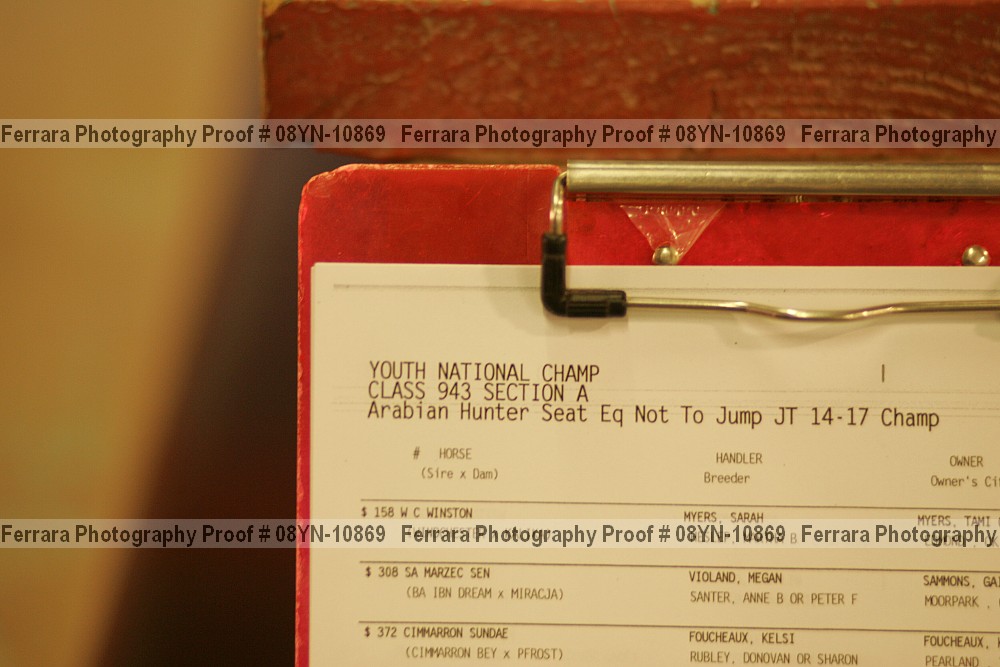 Ferrara Photography Proof # 08YN-10869 Ferrara Photography Proof # 08YN-10869 Ferrara Photography
YOUTH NATIONAL CHAMP
CLASS 943 SECTION A
Arabian Hunter Seat Eq Not To Jump JT 14-17 Champ
# HORSE HANDLER OWNER
(Sire x Dam) Breeder Owner's
$ 158 W C WINSTON MYERS, SARAH MYERS, TAMI
Ferrara Photography Proof # 08YN-10869 Ferrara Photography Proof # 08YN-10869 Ferrara Photography
$ 308 SA MARZEC SEN VIOLAND, MEGAN SAMMONS,
(BA IBN DREAM x MIRACJA) SANTER, ANNE B OR PETER F MOORPARK ,
$ 372 CIMMARRON SUNDAE FOUCHEAUX, KELSI FOUCHEAUX,
(CIMMARRON BEY x PFROST) RUBLEY, DONOVAN OR SHARON PEARLAND